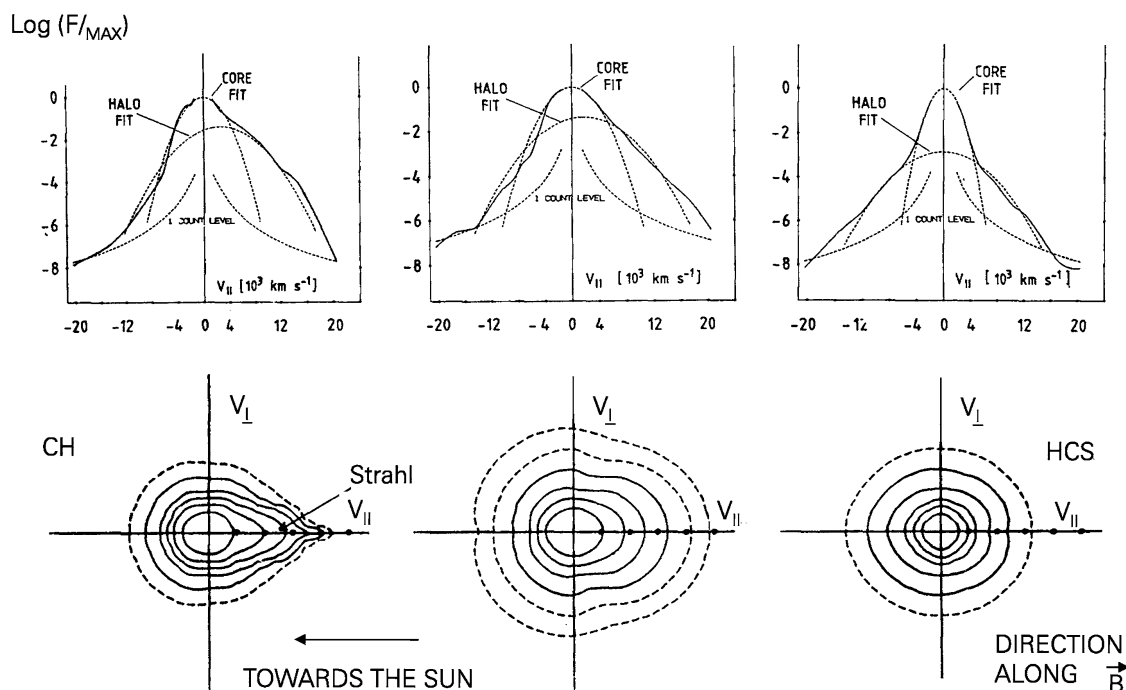 Log (F/MAX)
CORE
FIT
HALO
FIT
0
-2
-4
-6
-8
1 COUNT LEVEL
V|| [10³ km s⁻¹]
-20 -12 -4 0 4 12 20
CORE
FIT
HALO
FIT
0
-2
-4
-6
-8
1 COUNT LEVEL
V|| [10³ km s⁻¹]
-20 -12 -4 0 4 12 20
CORE
FIT
HALO
FIT
0
-2
-4
-6
-8
1 COUNT LEVEL
V|| [10³ km s⁻¹]
-20 -12 -4 0 4 12 20
CH
V⊥
Strahl
V||
V⊥
V||
V⊥
HCS
V||
TOWARDS THE SUN
DIRECTION
ALONG B⃗